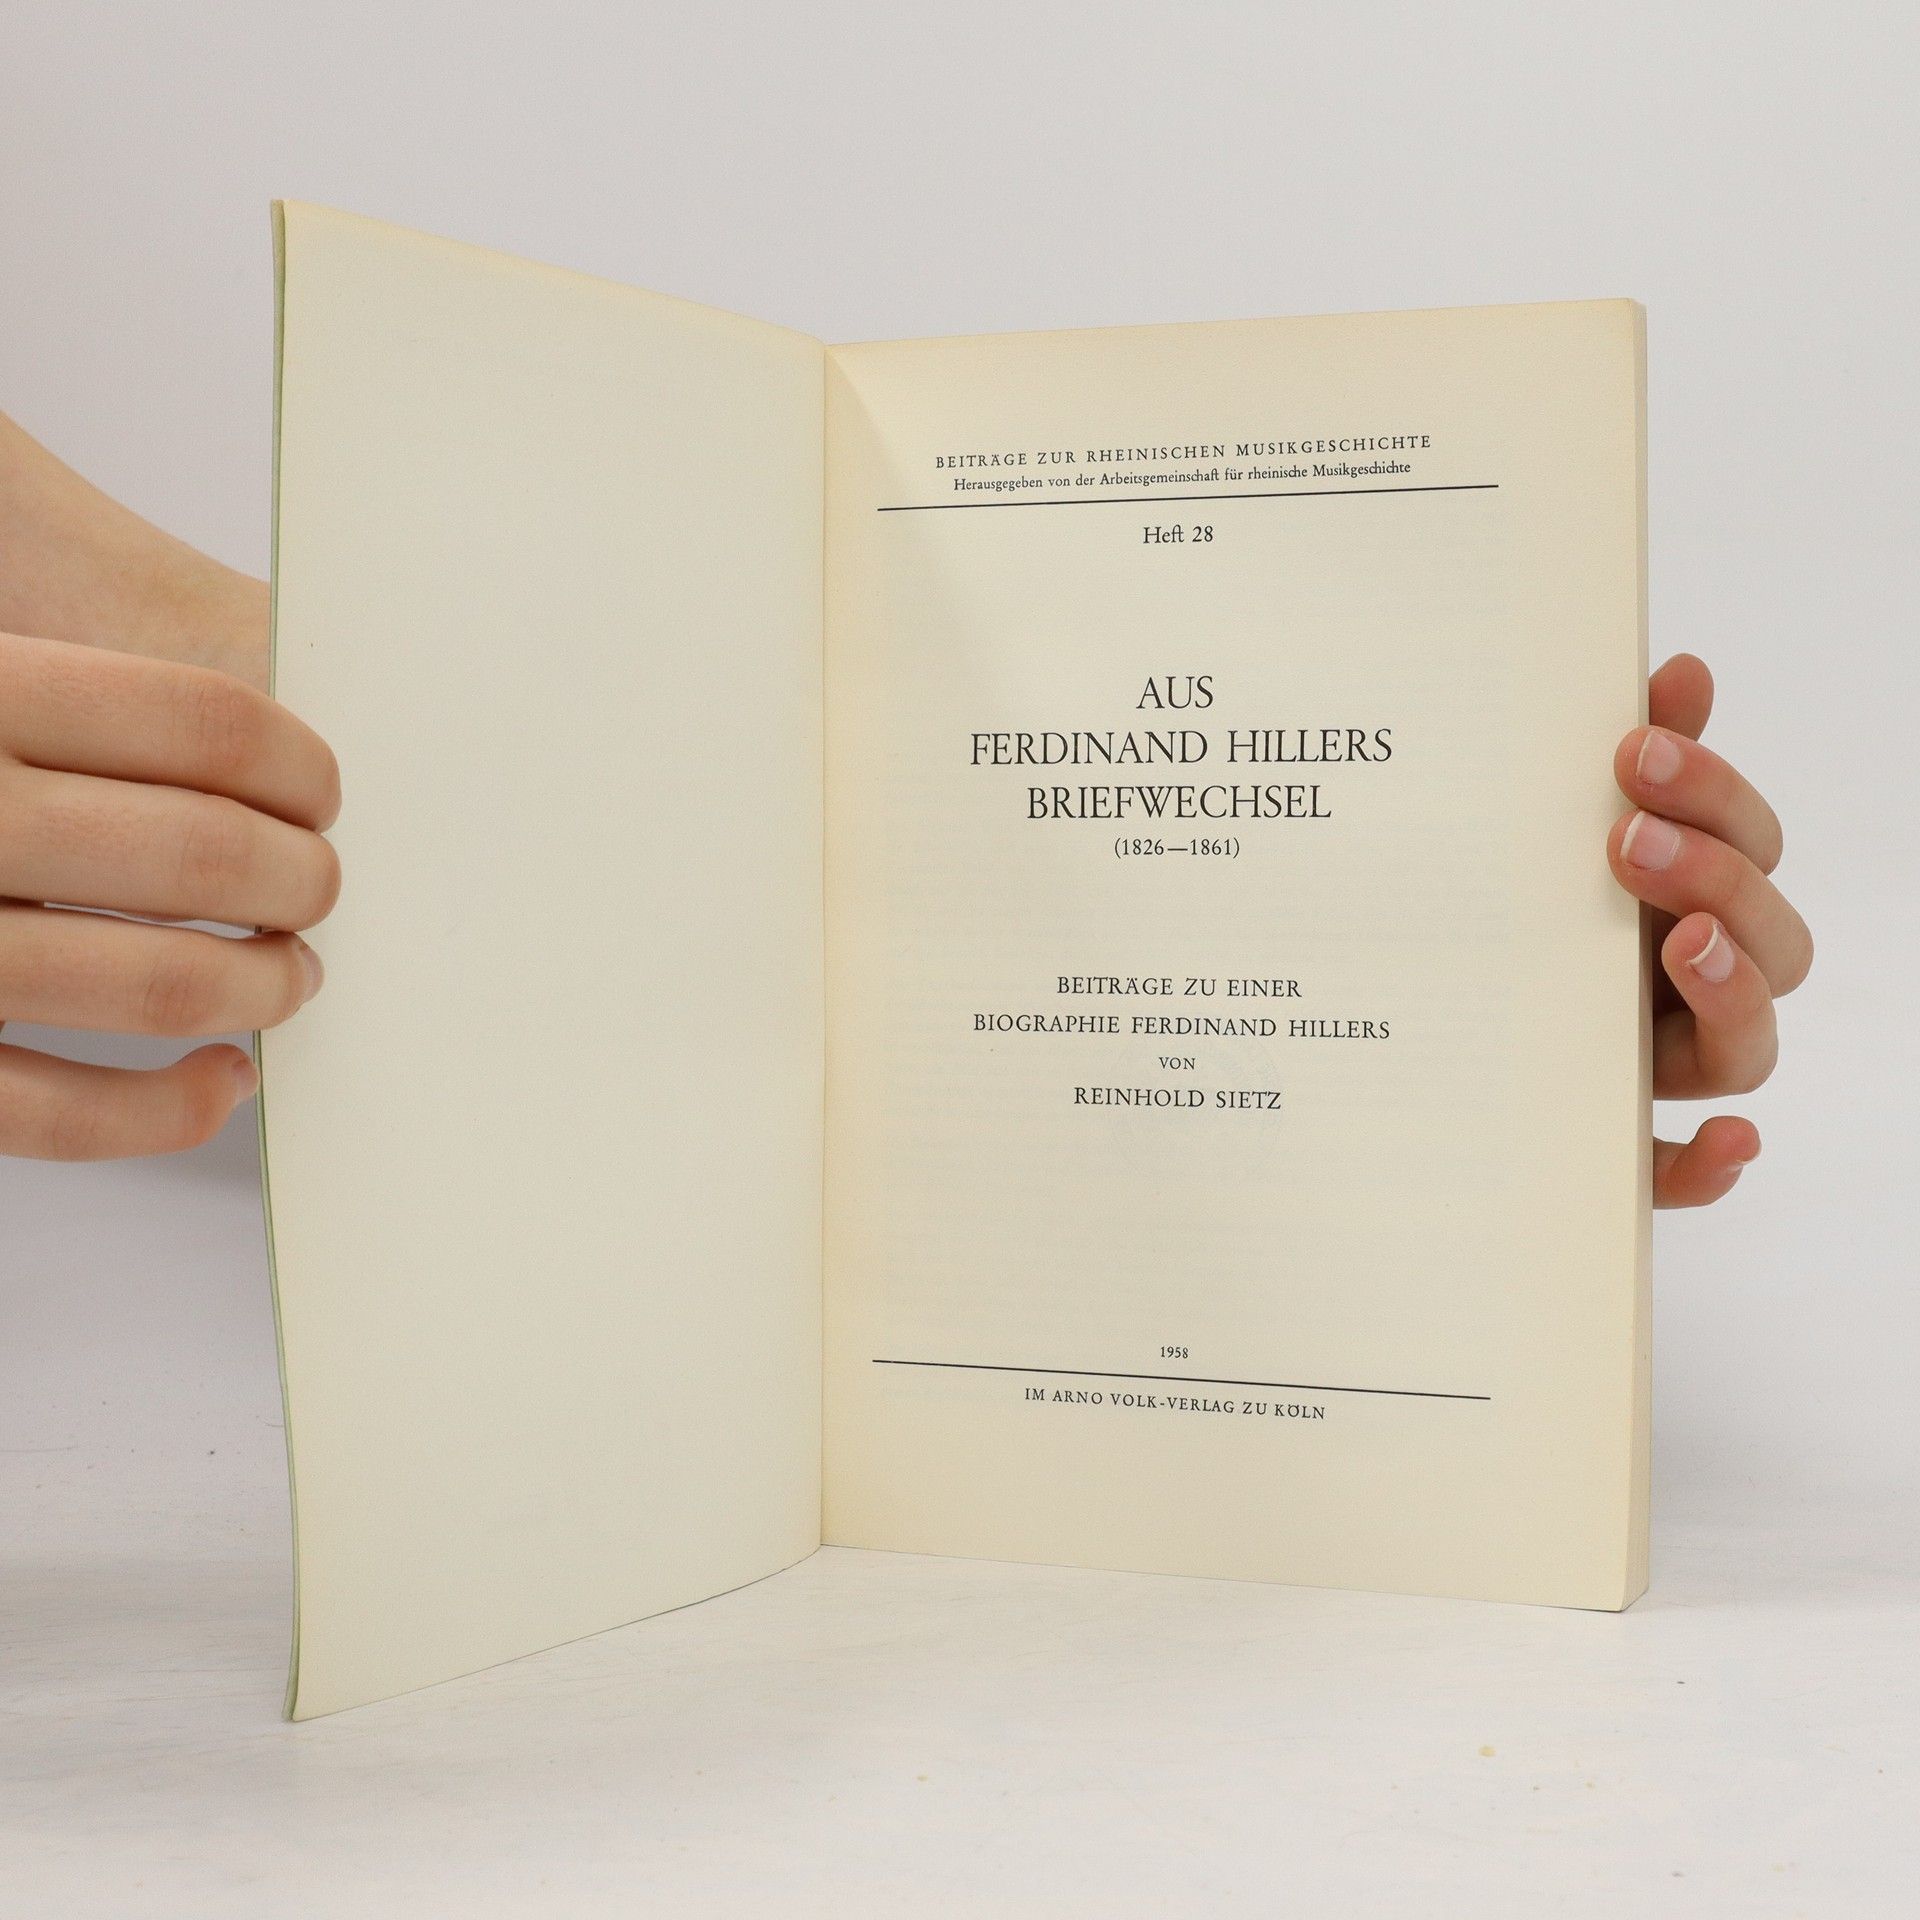 BEITRÄGE ZUR RHEINISCHEN MUSIKGESCHICHTE
Herausgegeben von der Arbeitsgemeinschaft für rheinische Musikgeschichte
Heft 28
AUS
FERDINAND HILLERS
BRIEFWECHSEL
(1826—1861)
BEITRÄGE ZU EINER
BIOGRAPHIE FERDINAND HILLERS
VON
REINHOLD SIETZ
1958
IM ARNO VOLK-VERLAG ZU KÖLN